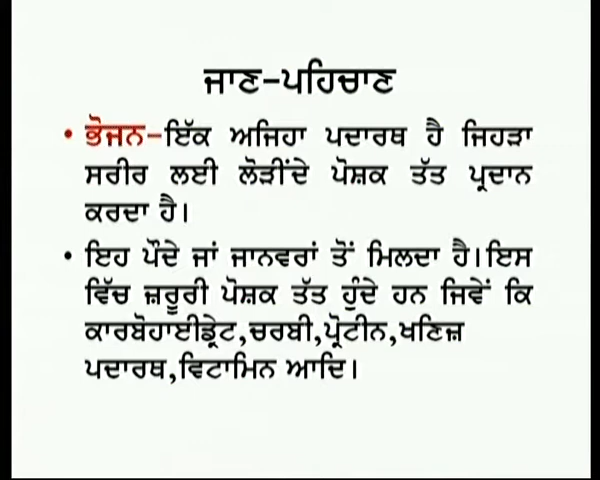 ਜਾਣ-ਪਹਿਚਾਣ
• ਭੋਜਨ-ਇੱਕ ਅਜਿਹਾ ਪਦਾਰਥ ਹੈ ਜਿਹੜਾ
ਸਰੀਰ ਲਈ ਲੋੜੀਂਦੇ ਪੋਸ਼ਕ ਤੱਤ ਪ੍ਰਦਾਨ
ਕਰਦਾ ਹੈ।
• ਇਹ ਪੌਦੇ ਜਾਂ ਜਾਨਵਰਾਂ ਤੋਂ ਮਿਲਦਾ ਹੈ।ਇਸ
ਵਿੱਚ ਜ਼ਰੂਰੀ ਪੋਸ਼ਕ ਤੱਤ ਹੁੰਦੇ ਹਨ ਜਿਵੇਂ ਕਿ
ਕਾਰਬੋਹਾਈਡ੍ਰੇਟ,ਚਰਬੀ,ਪ੍ਰੋਟੀਨ,ਖਣਿਜ਼
ਪਦਾਰਥ,ਵਿਟਾਮਿਨ ਆਦਿ।